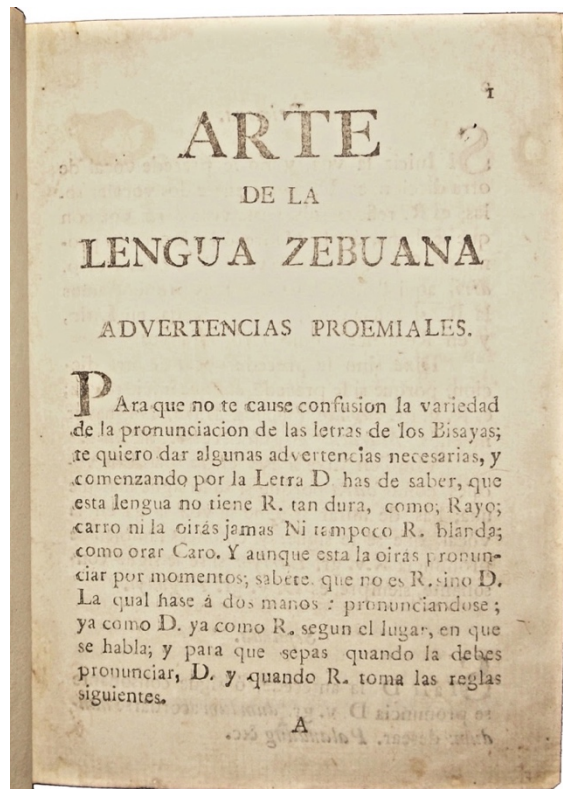 1
ARTE
DE LA
LENGUA ZEBUANA
ADVERTENCIAS PROEMIALES.
PAra que no te cause confusion la variedad
de la pronunciacion de las letras de los Bisayas;
te quiero dar algunas advertencias necesarias, y
comenzando por la Letra D has de saber, que
esta lengua no tiene R. tan dura, como; Rayo;
carro ni la oirás jamas Ni tampoco R. blanda;
como orar Caro. Y aunque esta la oirás pronun-
ciar por momentos; sabete. que no es R. sino D.
La qual hase á dos manos : pronunciandose ;
ya como D. ya como R. segun el lugar, en que
se habla; y para que sepas quando la debes
pronunciar, D. y quando R. toma las reglas
siguientes.
A